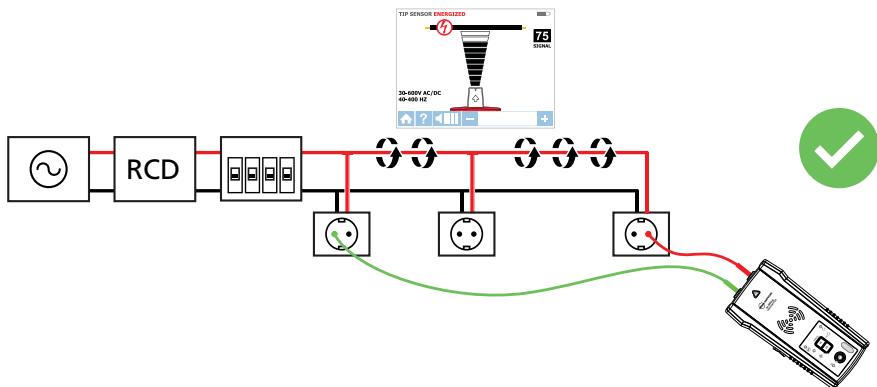 TIP SENSOR ENERGIZED
75
SIGNAL
30-600V AC/DC
40-400 HZ
?
RCD